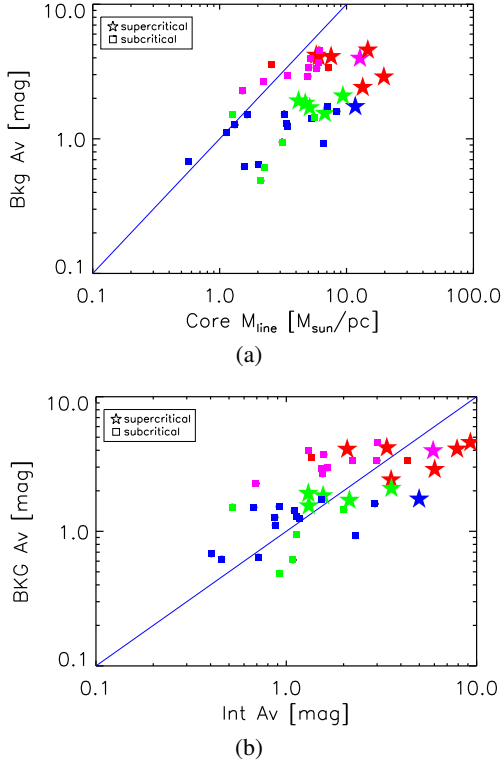 10.0
supercritical
subcritical
Bkg Av [mag]
1.0
0.1
0.1 1.0 10.0 100.0
Core M_line [M_sun/pc]
(a)
10.0
supercritical
subcritical
BKG Av [mag]
1.0
0.1
0.1 1.0 10.0
Int Av [mag]
(b)